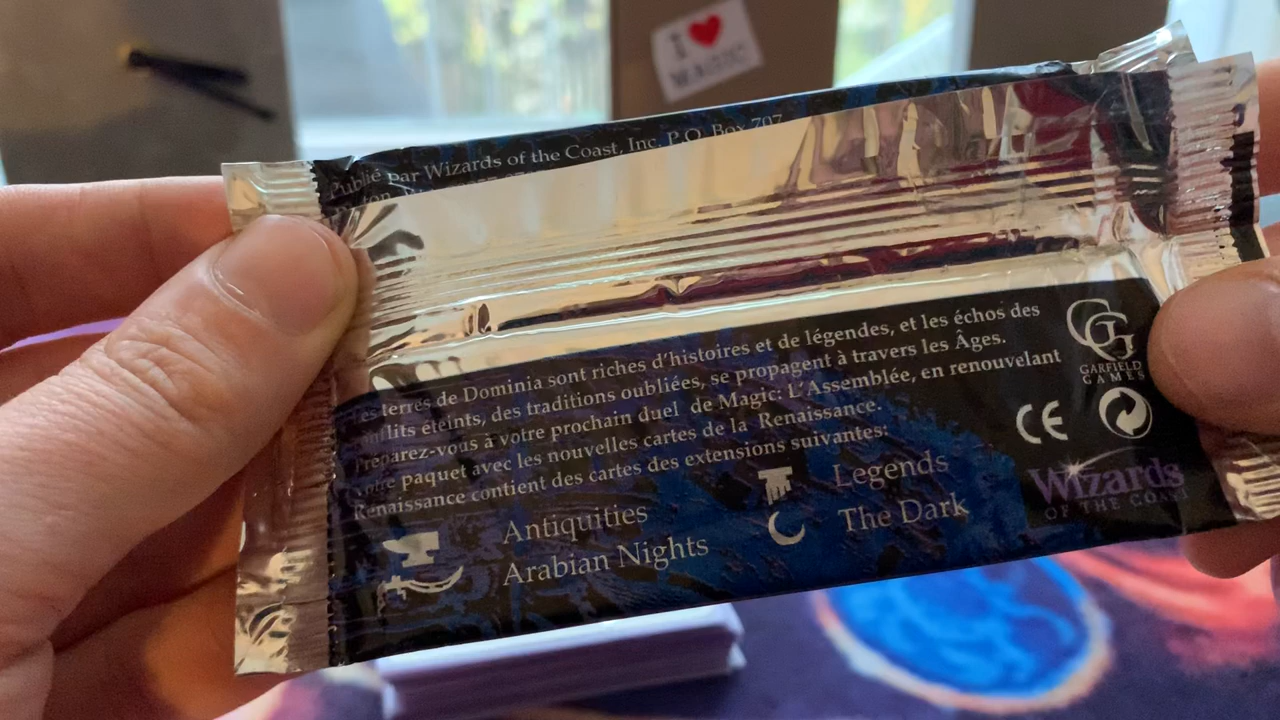 I ♥
MAGIC!
Publié par Wizards of the Coast, Inc. P.O. Box 707
terres de Dominia sont riches d'histoires et de légendes, et les échos des
conflits éteints, des traditions oubliées, se propagent à travers les Âges.
Préparez-vous à votre prochain duel de Magic: L'Assemblée, en renouvelant
votre paquet avec les nouvelles cartes de la Renaissance.
Renaissance contient des cartes des extensions suivantes:
Antiquities
Arabian Nights
Legends
The Dark
G
GARFIELD
GAMES
CE
Wizards
OF THE COAST